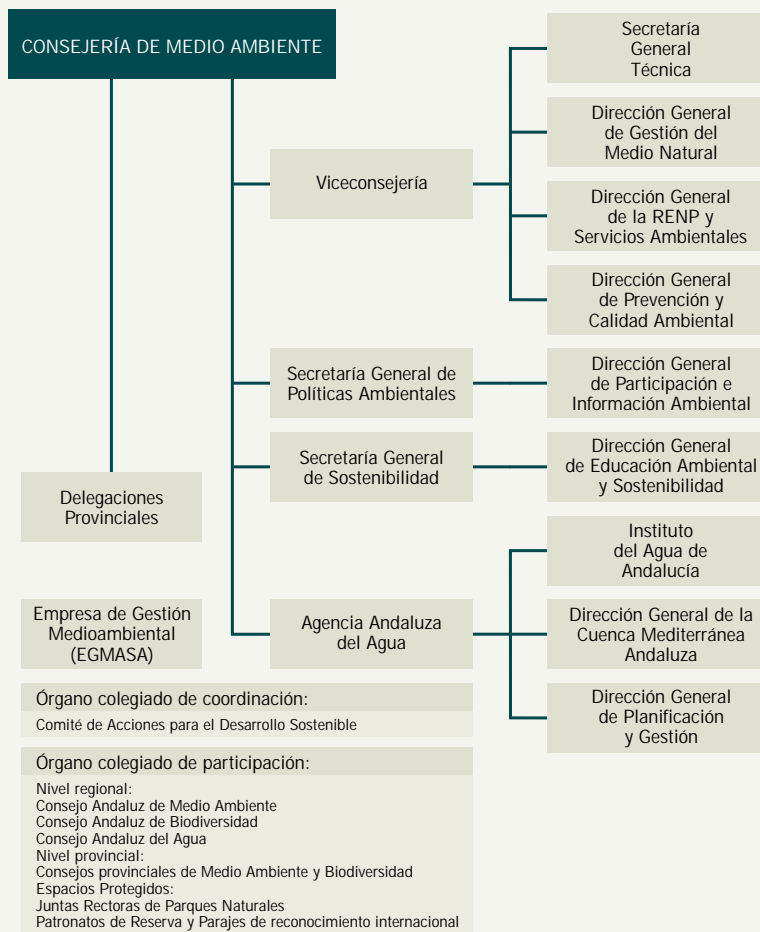 CONSEJERÍA DE MEDIO AMBIENTE
Secretaría
General
Técnica
Dirección General
de Gestión del
Medio Natural
Viceconsejería
Dirección General
de la RENP y
Servicios Ambientales
Dirección General
de Prevención y
Calidad Ambiental
Secretaría General de
Políticas Ambientales
Dirección General
de Participación e
Información Ambiental
Secretaría General
de Sostenibilidad
Dirección General
de Educación Ambiental
y Sostenibilidad
Delegaciones
Provinciales
Instituto
del Agua de
Andalucía
Empresa de Gestión
Medioambiental
(EGMASA)
Agencia Andaluza
del Agua
Dirección General de la
Cuenca Mediterránea
Andaluza
Dirección General
de Planificación
y Gestión
Órgano colegiado de coordinación:
Comité de Acciones para el Desarrollo Sostenible
Órgano colegiado de participación:
Nivel regional:
Consejo Andaluz de Medio Ambiente
Consejo Andaluz de Biodiversidad
Consejo Andaluz del Agua
Nivel provincial:
Consejos provinciales de Medio Ambiente y Biodiversidad
Espacios Protegidos:
Juntas Rectoras de Parques Naturales
Patronatos de Reserva y Parajes de reconocimiento internacional